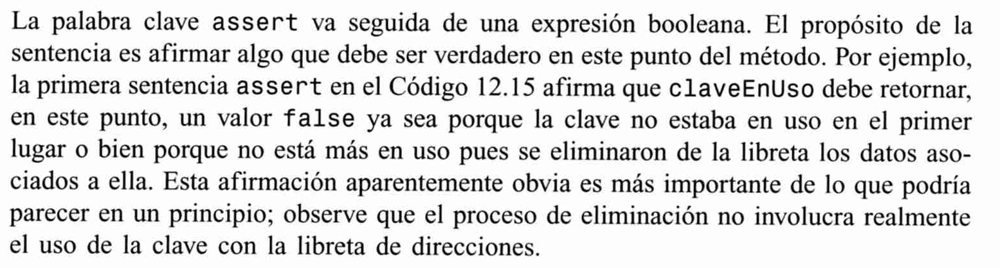 La palabra clave assert va seguida de una expresión booleana. El propósito de la
sentencia es afirmar algo que debe ser verdadero en este punto del método. Por ejemplo,
la primera sentencia assert en el Código 12.15 afirma que claveEnUso debe retornar,
en este punto, un valor false ya sea porque la clave no estaba en uso en el primer
lugar o bien porque no está más en uso pues se eliminaron de la libreta los datos aso-
ciados a ella. Esta afirmación aparentemente obvia es más importante de lo que podría
parecer en un principio; observe que el proceso de eliminación no involucra realmente
el uso de la clave con la libreta de direcciones.